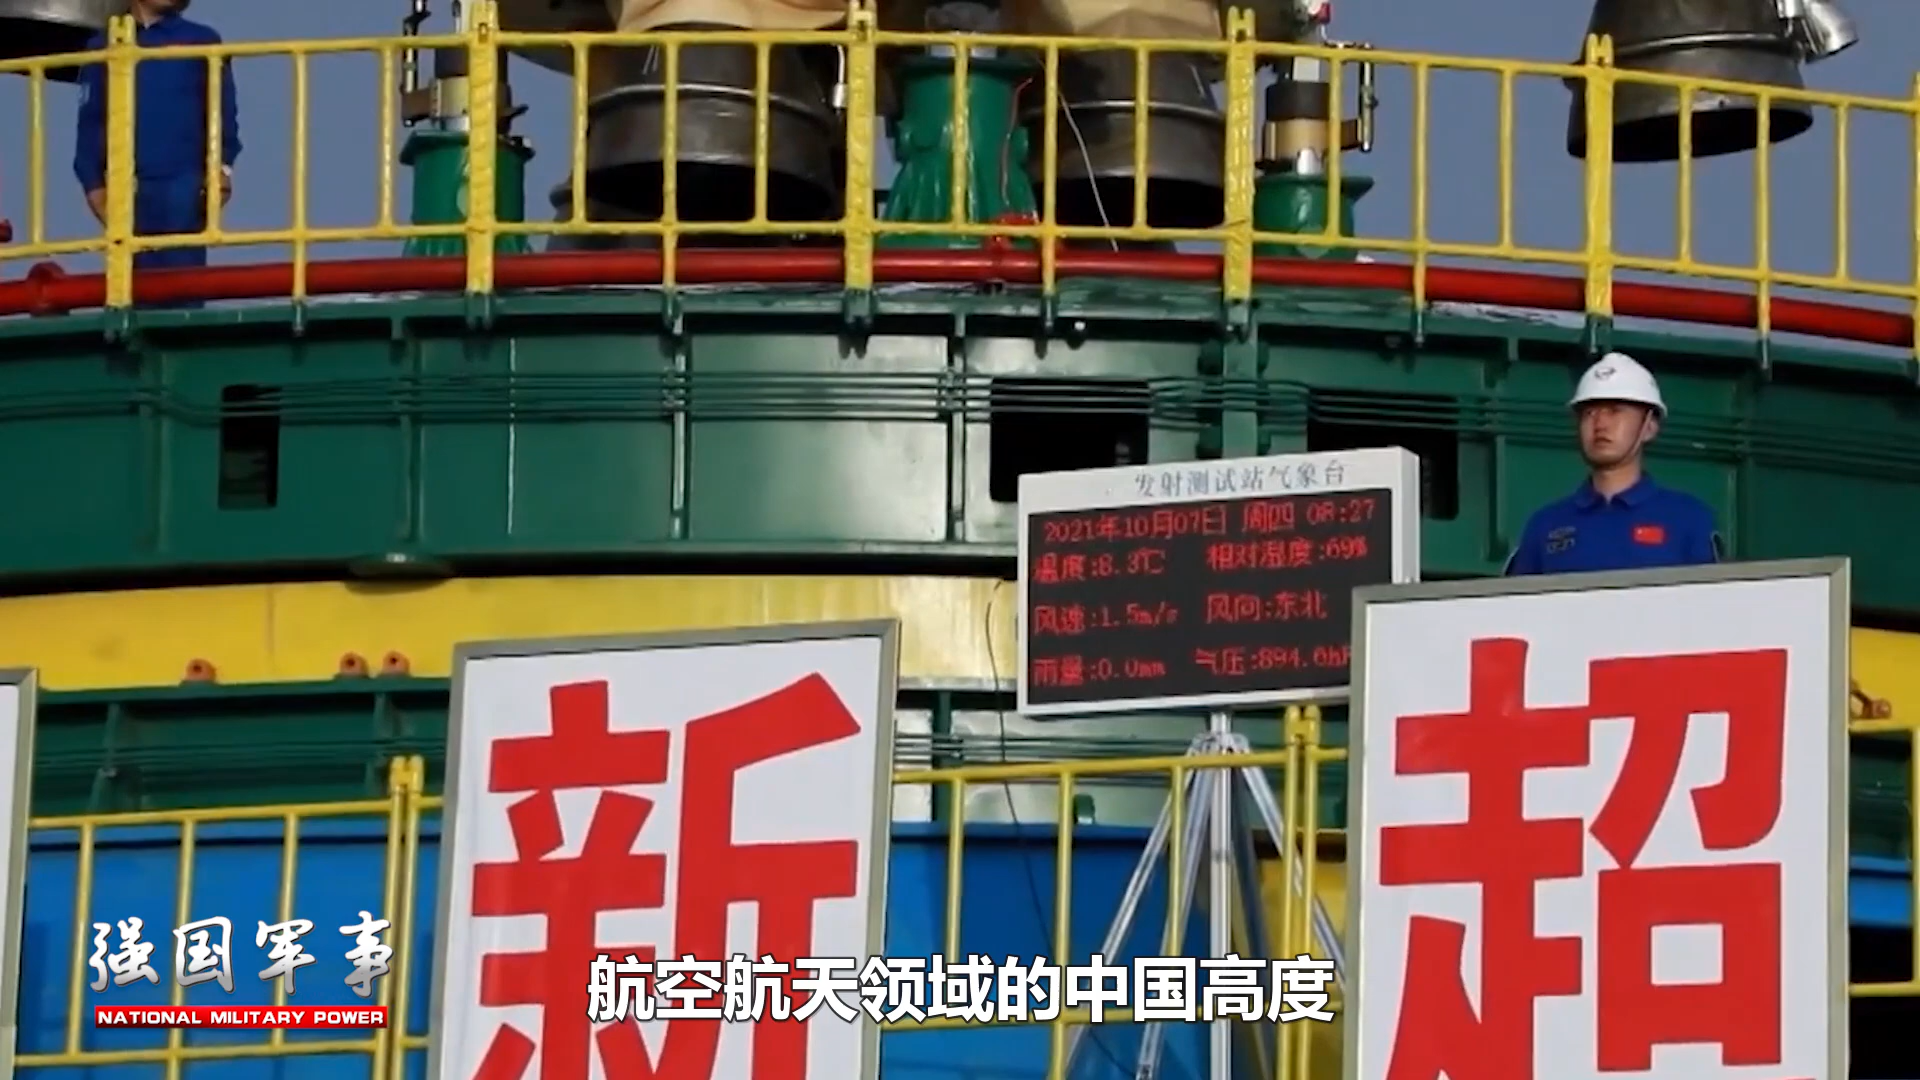 发射测试站气象台
2021年10月07日 周四 08:27
温度:8.3℃ 相对湿度:69%
风速:1.5m/s 风向:东北
雨量:0.0mm 气压:894.6hP
新
超
强国军事
NATIONAL MILITARY POWER
航空航天领域的中国高度